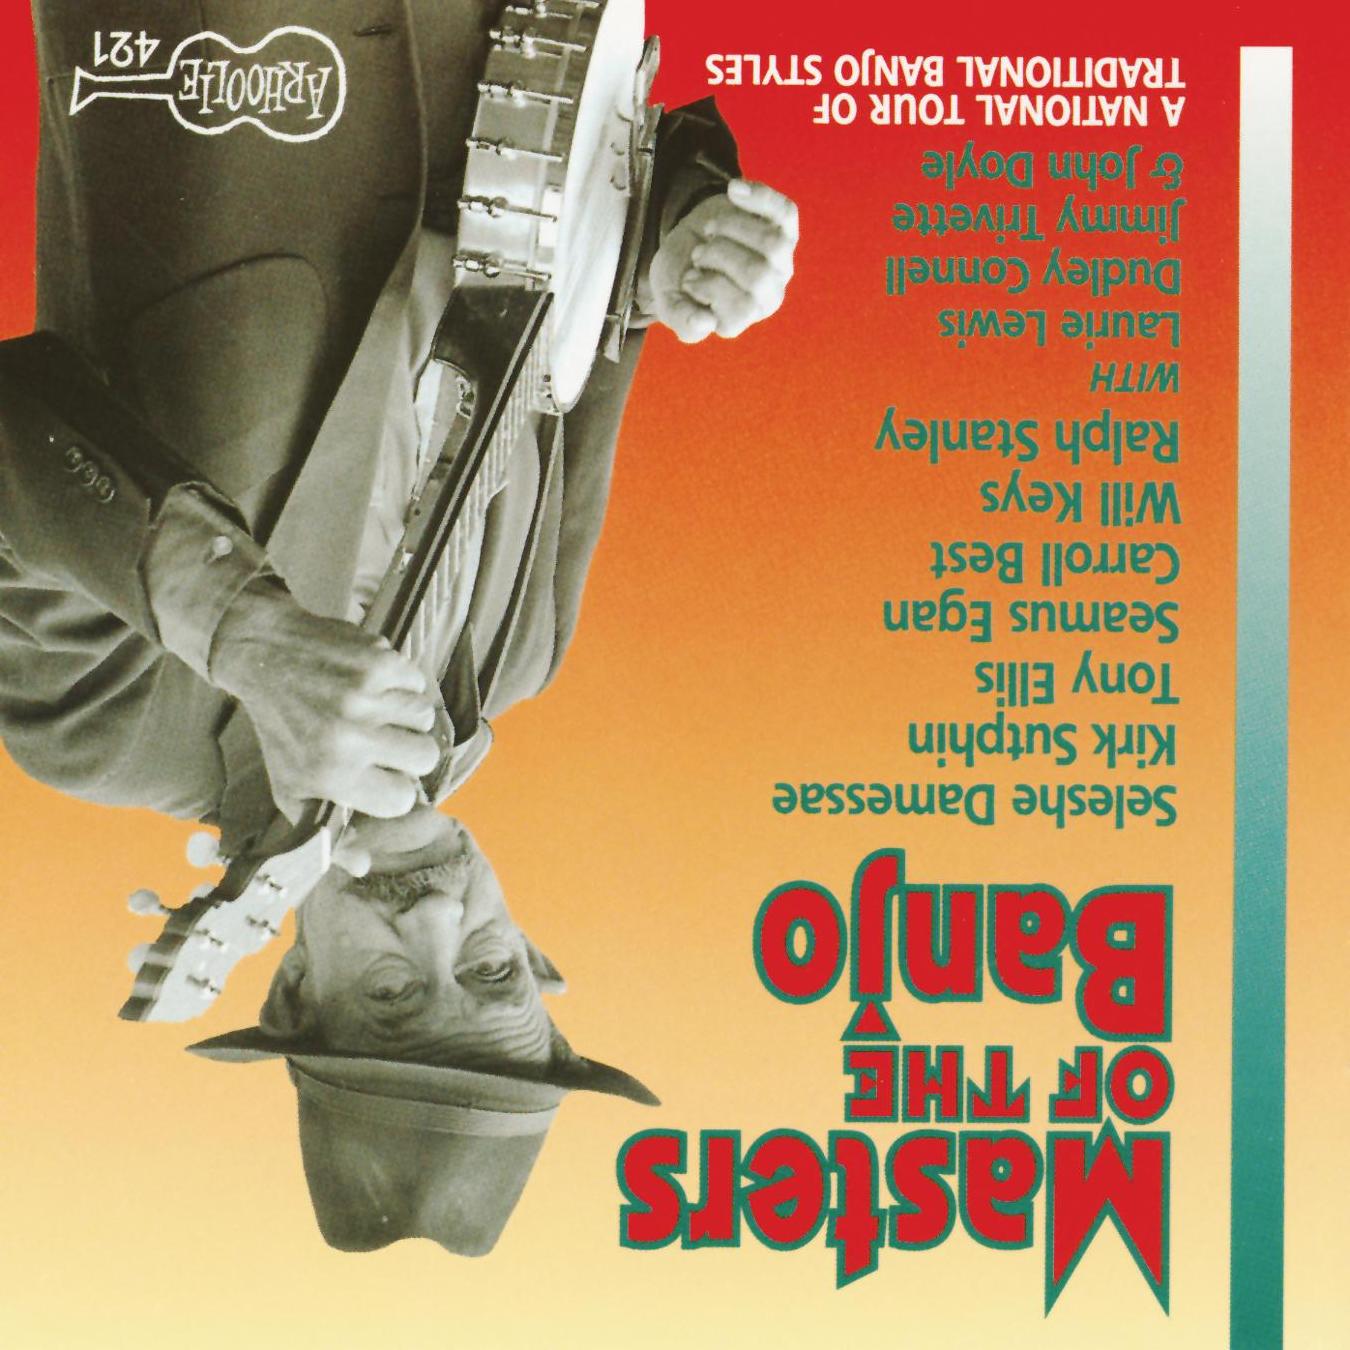 Masters
OF THE
Banjo
Seleshe Damessae
Kirk Sutphin
Tony Ellis
Seamus Egan
Carroll Best
Will Keys
Ralph Stanley
WITH
Laurie Lewis
Dudley Connell
Jimmy Trivette
& John Doyle
A NATIONAL TOUR OF
TRADITIONAL BANJO STYLES
ARHOOLIE
421